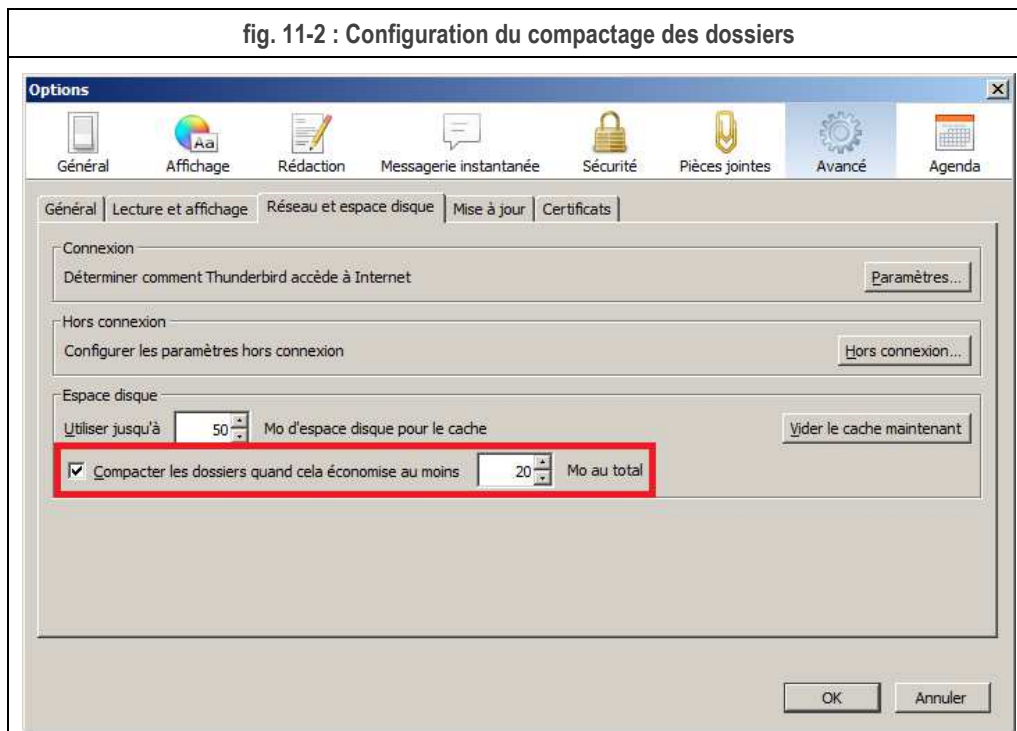 fig. 11-2 : Configuration du compactage des dossiers
Options
Aa
Général Affichage Rédaction Messagerie instantanée Sécurité Pièces jointes Avancé Agenda
Général Lecture et affichage Réseau et espace disque Mise à jour Certificats
Connexion
Déterminer comment Thunderbird accède à Internet Paramètres...
Hors connexion
Configurer les paramètres hors connexion Hors connexion...
Espace disque
Utiliser jusqu'à 50 Mo d'espace disque pour le cache Vider le cache maintenant
Compacter les dossiers quand cela économise au moins 20 Mo au total
OK Annuler